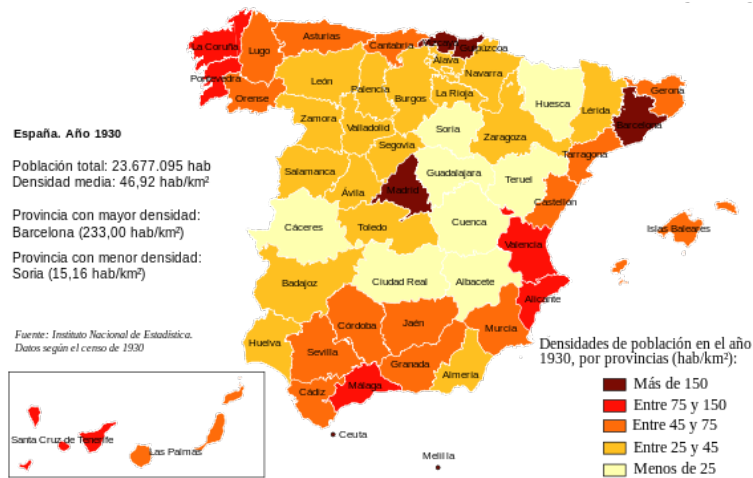 La Coruña
Lugo
Asturias
Cantabria
Guipúzcoa
Álava
Navarra
Pontevedra
Orense
León
Palencia
Burgos
La Rioja
Huesca
Lérida
Gerona
Barcelona
Zamora
Valladolid
Soria
Zaragoza
Segovia
Tarragona
España. Año 1930
Población total: 23.677.095 hab
Densidad media: 46,92 hab/km²
Provincia con mayor densidad:
Barcelona (233,00 hab/km²)
Provincia con menor densidad:
Soria (15,16 hab/km²)
Salamanca
Ávila
Madrid
Guadalajara
Teruel
Castellón
Cáceres
Toledo
Cuenca
Valencia
Islas Baleares
Badajoz
Ciudad Real
Albacete
Alicante
Fuente: Instituto Nacional de Estadística.
Datos según el censo de 1930
Huelva
Sevilla
Córdoba
Jaén
Murcia
Granada
Almería
Cádiz
Málaga
Ceuta
Melilla
Santa Cruz de Tenerife
Las Palmas
Densidades de población en el año
1930, por provincias (hab/km²):
Más de 150
Entre 75 y 150
Entre 45 y 75
Entre 25 y 45
Menos de 25